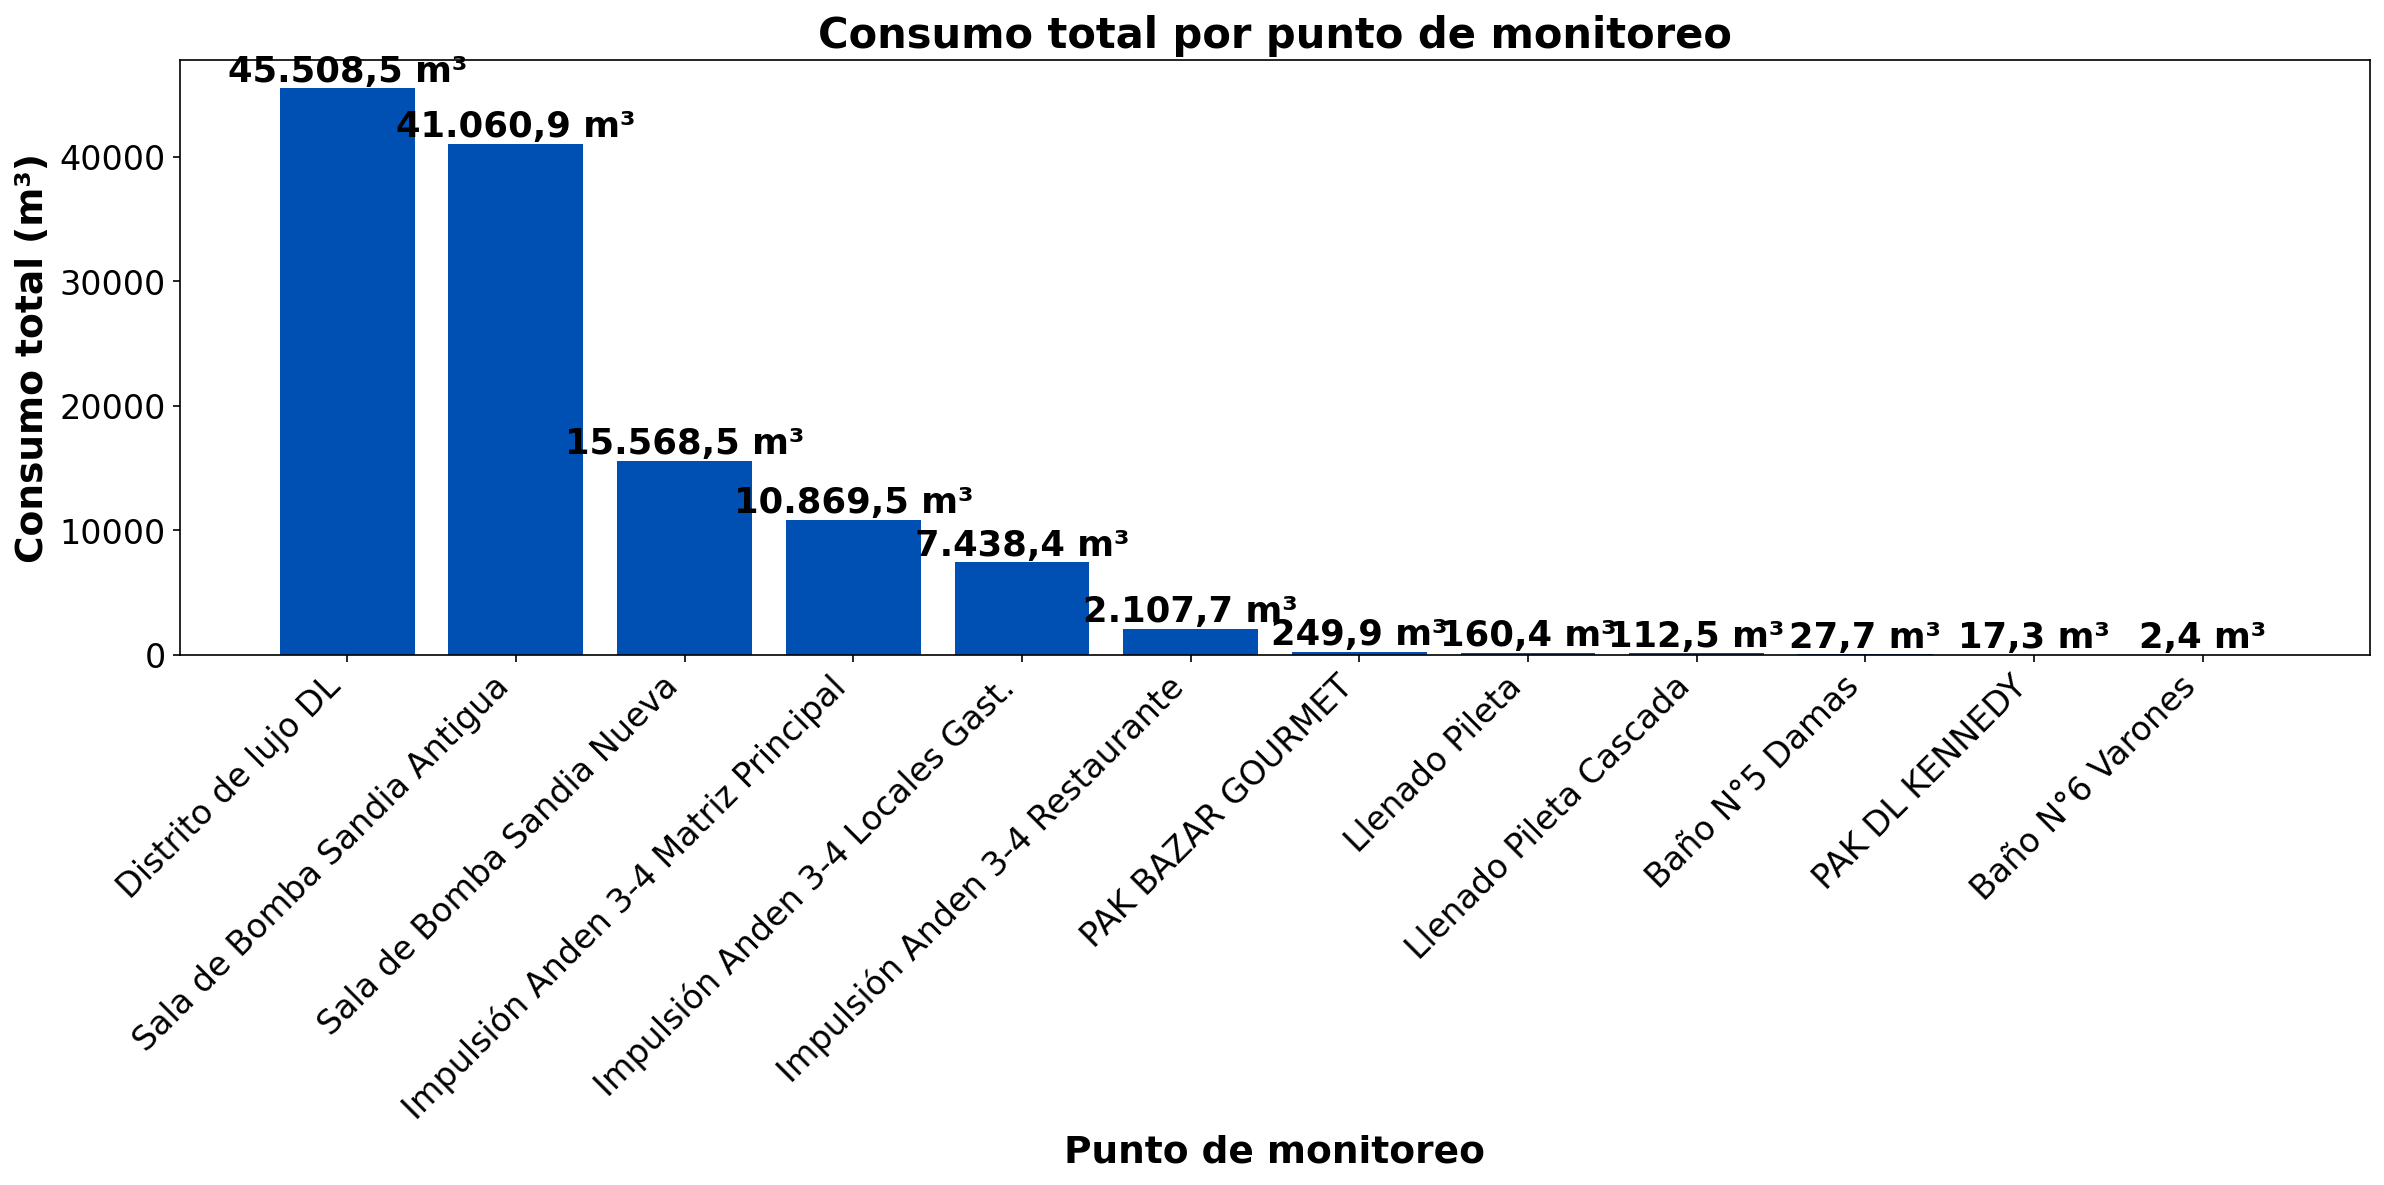 Consumo total por punto de monitoreo
Consumo total (m³)
40000
30000
20000
10000
0
45.508,5 m³
41.060,9 m³
15.568,5 m³
10.869,5 m³
7.438,4 m³
2.107,7 m³
249,9 m³
160,4 m³
112,5 m³
27,7 m³
17,3 m³
2,4 m³
Distrito de lujo DL
Sala de Bomba Sandia Antigua
Sala de Bomba Sandia Nueva
Impulsión Anden 3-4 Matriz Principal
Impulsión Anden 3-4 Locales Gast.
Impulsión Anden 3-4 Restaurante
PAK BAZAR GOURMET
Llenado Pileta
Llenado Pileta Cascada
Baño N°5 Damas
PAK DL KENNEDY
Baño N°6 Varones
Punto de monitoreo